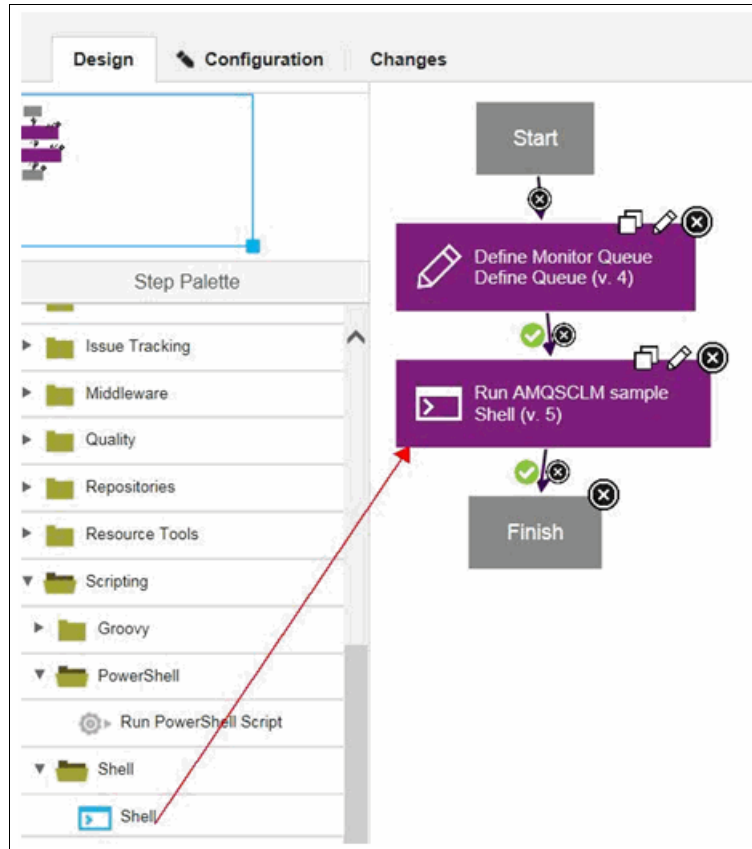 Design
Configuration
Changes
Start
Define Monitor Queue
Define Queue (v. 4)
Run AMQSCLM sample
Shell (v. 5)
Finish
Step Palette
Issue Tracking
Middleware
Quality
Repositories
Resource Tools
Scripting
Groovy
PowerShell
Run PowerShell Script
Shell
Shell